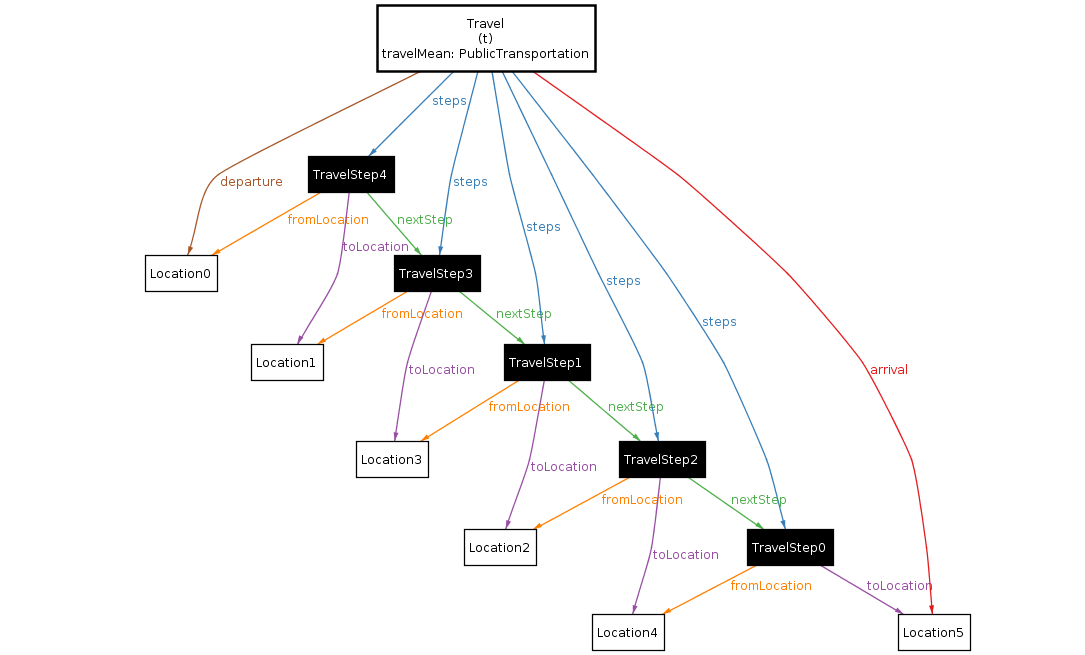 Travel
(t)
travelMean: PublicTransportation
steps
TravelStep4
departure
steps
fromLocation
nextStep
steps
toLocation
Location0
TravelStep3
steps
fromLocation
nextStep
steps
Location1
TravelStep1
toLocation
arrival
fromLocation
nextStep
Location3
TravelStep2
toLocation
fromLocation
nextStep
Location2
TravelStep0
toLocation
fromLocation
toLocation
Location4
Location5